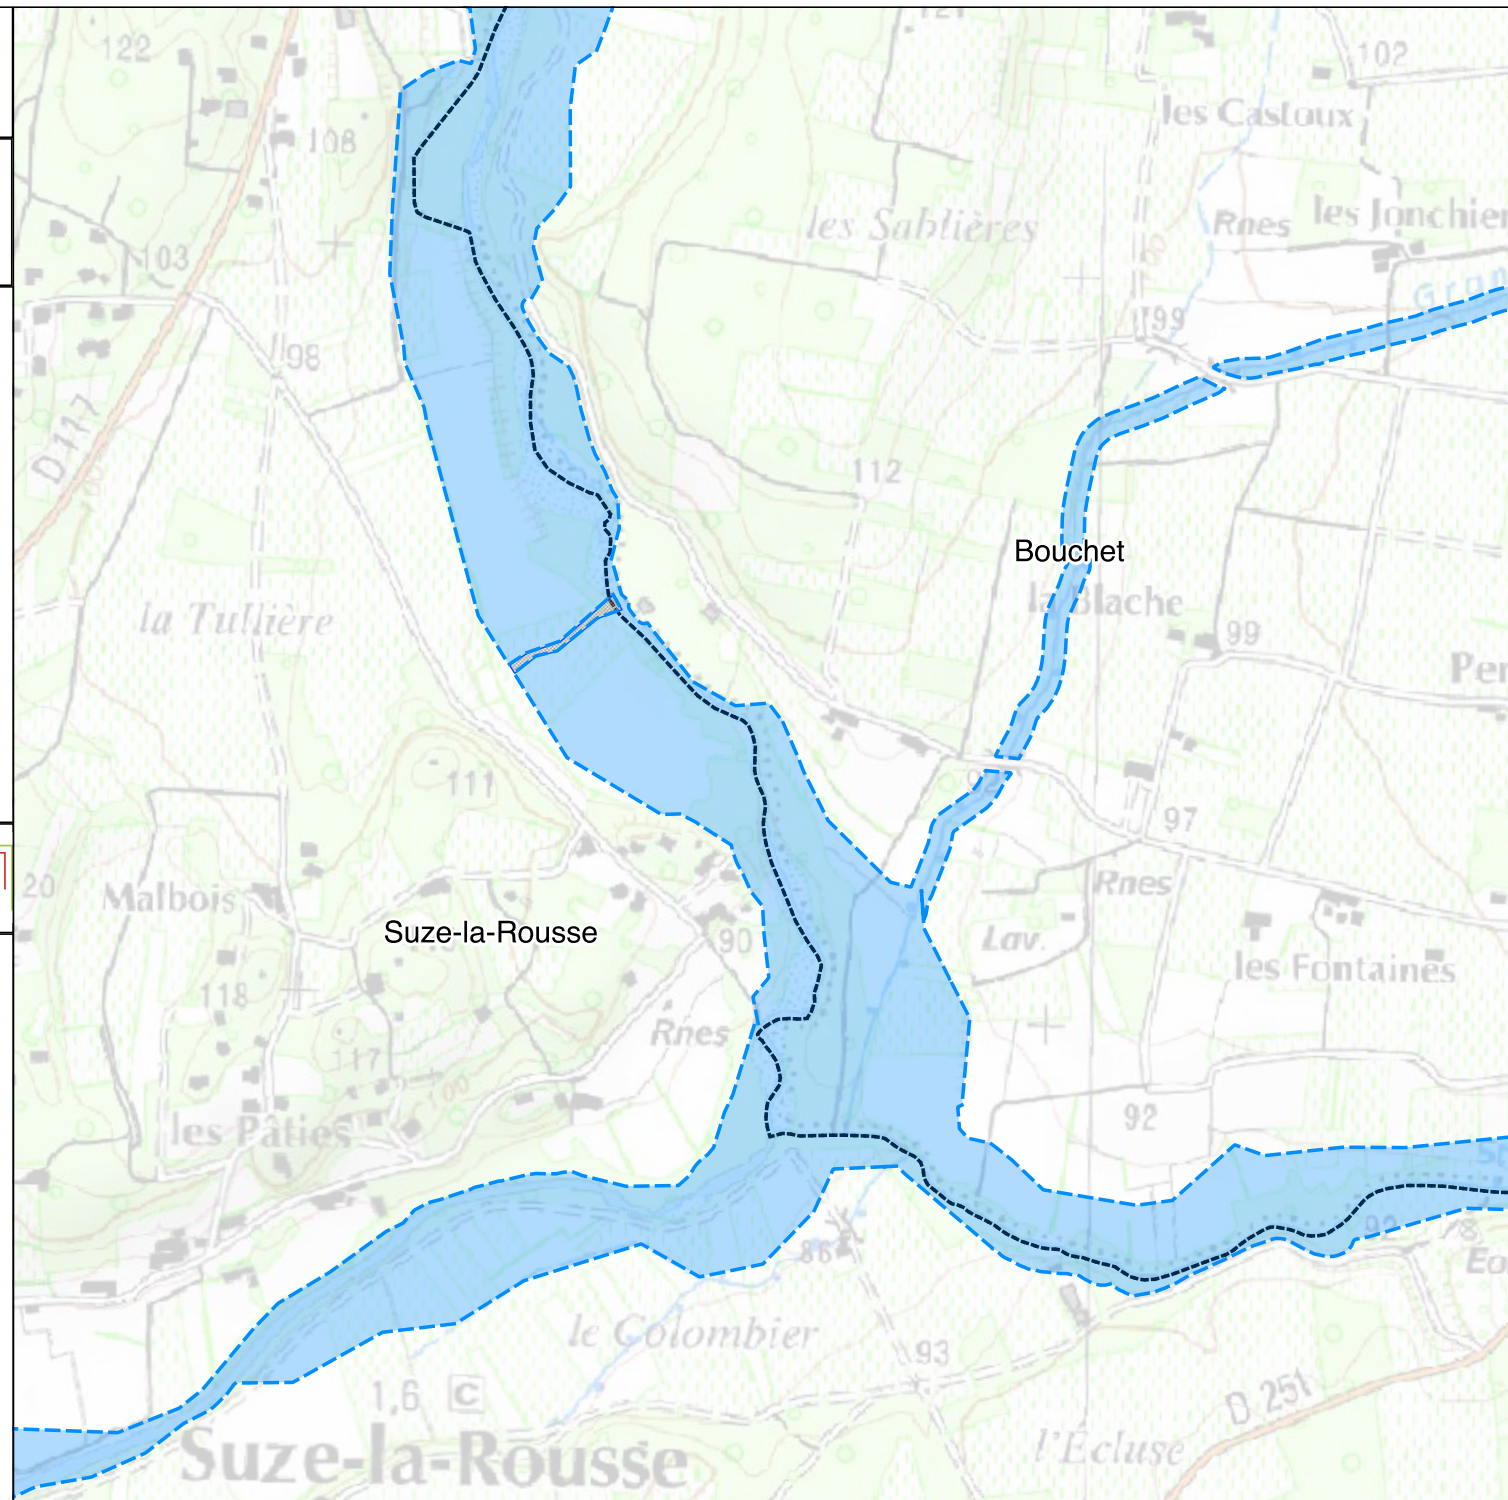 122
102
les Castoux
108
Rnes
les Jonchie
les Sablières
103
99
98
D 117
112
Bouchet
la Blache
la Tullière
99
Per
111
97
20
Malbois
Rnes
Suze-la-Rousse
90
Lav.
les Fontaines
118
Rnes
117
100
92
les Pâties
86
le Colombier
93
1,6 C
D 251
Suze-la-Rousse
l'Écluse